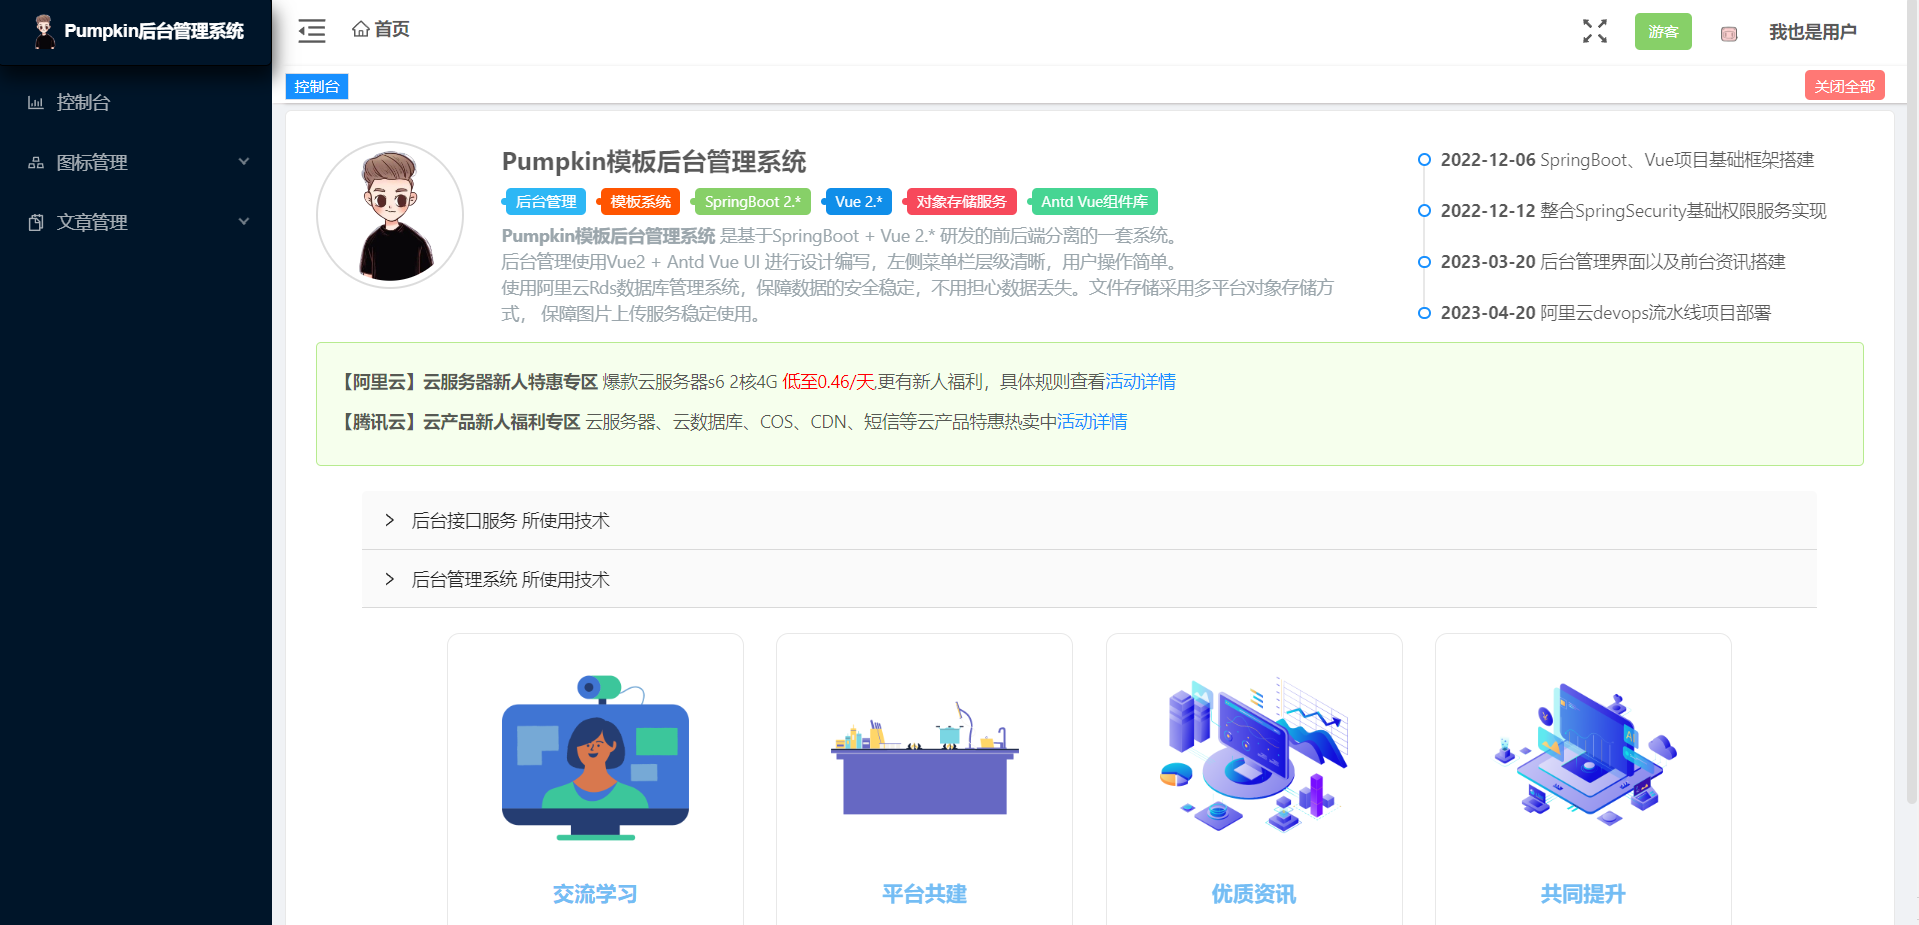 Pumpkin后台管理系统
首页
游客
我也是用户
控制台
关闭全部
控制台
图标管理
文章管理
Pumpkin模板后台管理系统
后台管理 模板系统 SpringBoot 2.* Vue 2.* 对象存储服务 Antd Vue组件库
Pumpkin模板后台管理系统 是基于SpringBoot + Vue 2.* 研发的前后端分离的一套系统。
后台管理使用Vue2 + Antd Vue UI 进行设计编写，左侧菜单栏层级清晰，用户操作简单。
使用阿里云Rds数据库管理系统，保障数据的安全稳定，不用担心数据丢失。文件存储采用多平台对象存储方
式， 保障图片上传服务稳定使用。
2022-12-06 SpringBoot、Vue项目基础框架搭建
2022-12-12 整合SpringSecurity基础权限服务实现
2023-03-20 后台管理界面以及前台资讯搭建
2023-04-20 阿里云devops流水线项目部署
【阿里云】云服务器新人特惠专区 爆款云服务器s6 2核4G 低至0.46/天,更有新人福利，具体规则查看活动详情
【腾讯云】云产品新人福利专区 云服务器、云数据库、COS、CDN、短信等云产品特惠热卖中活动详情
后台接口服务 所使用技术
后台管理系统 所使用技术
交流学习
平台共建
优质资讯
共同提升